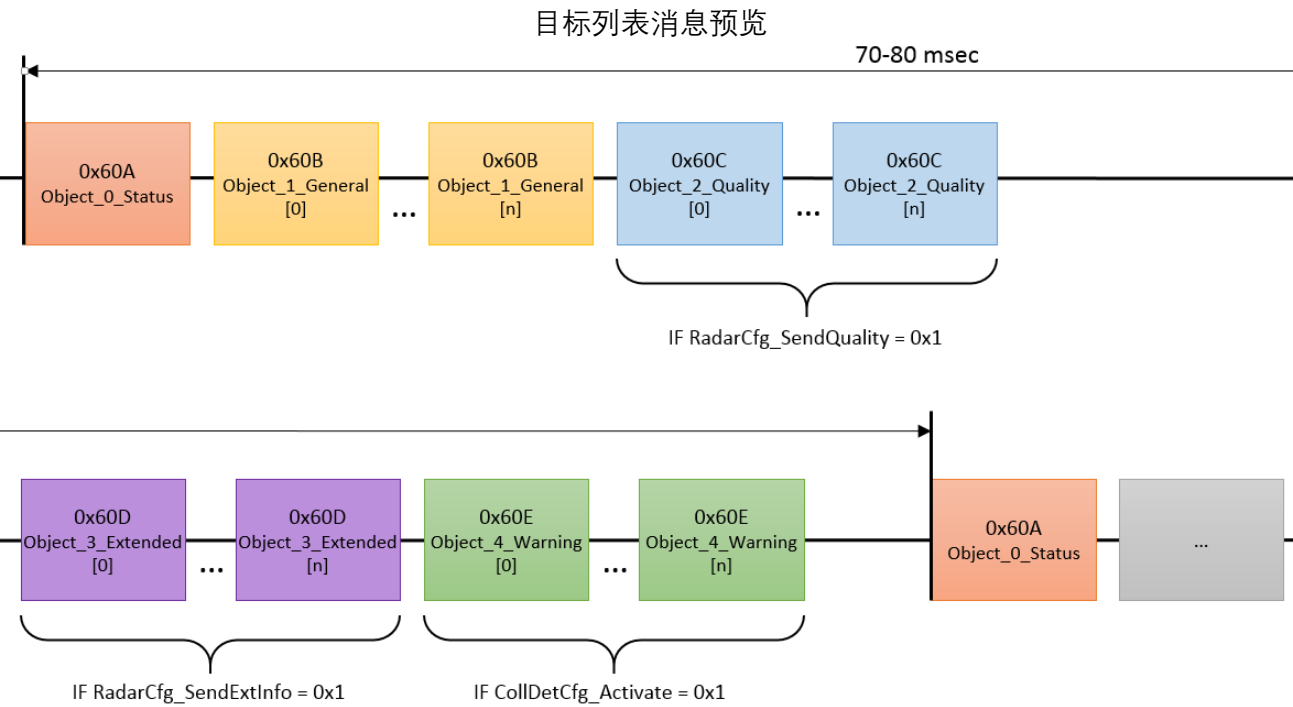 目标列表消息预览
70-80 msec
0x60A
Object_0_Status
0x60B
Object_1_General
[0]
...
0x60B
Object_1_General
[n]
0x60C
Object_2_Quality
[0]
...
0x60C
Object_2_Quality
[n]
IF RadarCfg_SendQuality = 0x1
0x60D
Object_3_Extended
[0]
...
0x60D
Object_3_Extended
[n]
0x60E
Object_4_Warning
[0]
...
0x60E
Object_4_Warning
[n]
0x60A
Object_0_Status
...
IF RadarCfg_SendExtInfo = 0x1
IF CollDetCfg_Activate = 0x1